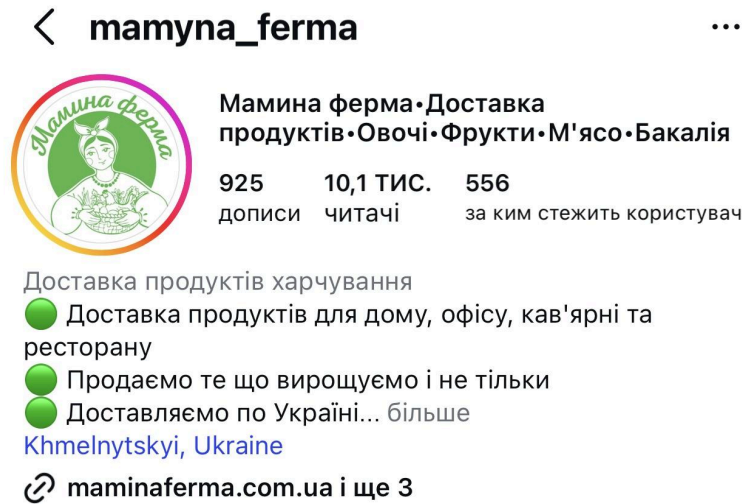 mamyna_ferma
Мамина ферма
Мамина ферма•Доставка
продуктів•Овочі•Фрукти•М'ясо•Бакалія
925 10,1 ТИС. 556
дописи читачі за ким стежить користувач
Доставка продуктів харчування
Доставка продуктів для дому, офісу, кав'ярні та
ресторану
Продаємо те що вирощуємо і не тільки
Доставляємо по Україні... більше
Khmelnytskyi, Ukraine
maminaferma.com.ua і ще 3